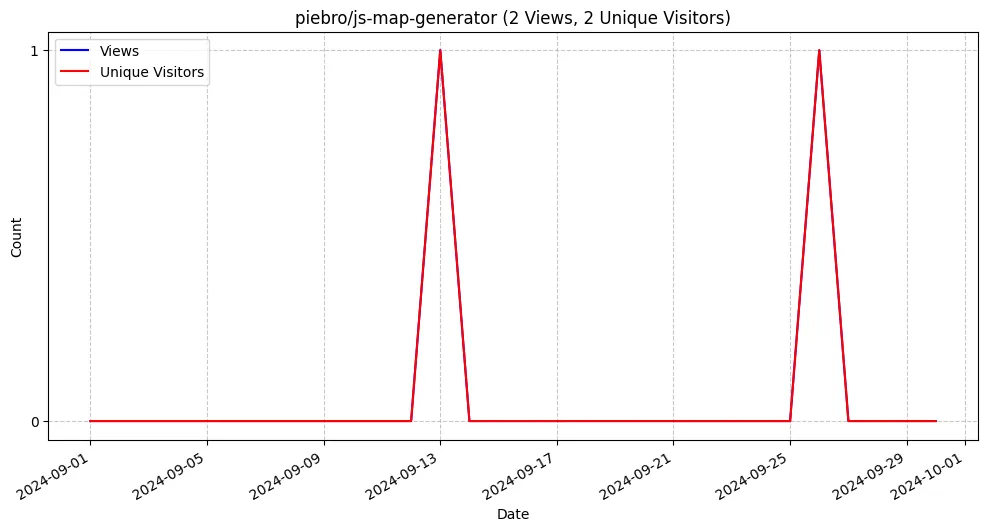 piebro/js-map-generator (2 Views, 2 Unique Visitors)
Views
Unique Visitors
1
0
Count
2024-09-01
2024-09-05
2024-09-09
2024-09-13
2024-09-17
2024-09-21
2024-09-25
2024-09-29
2024-10-01
Date